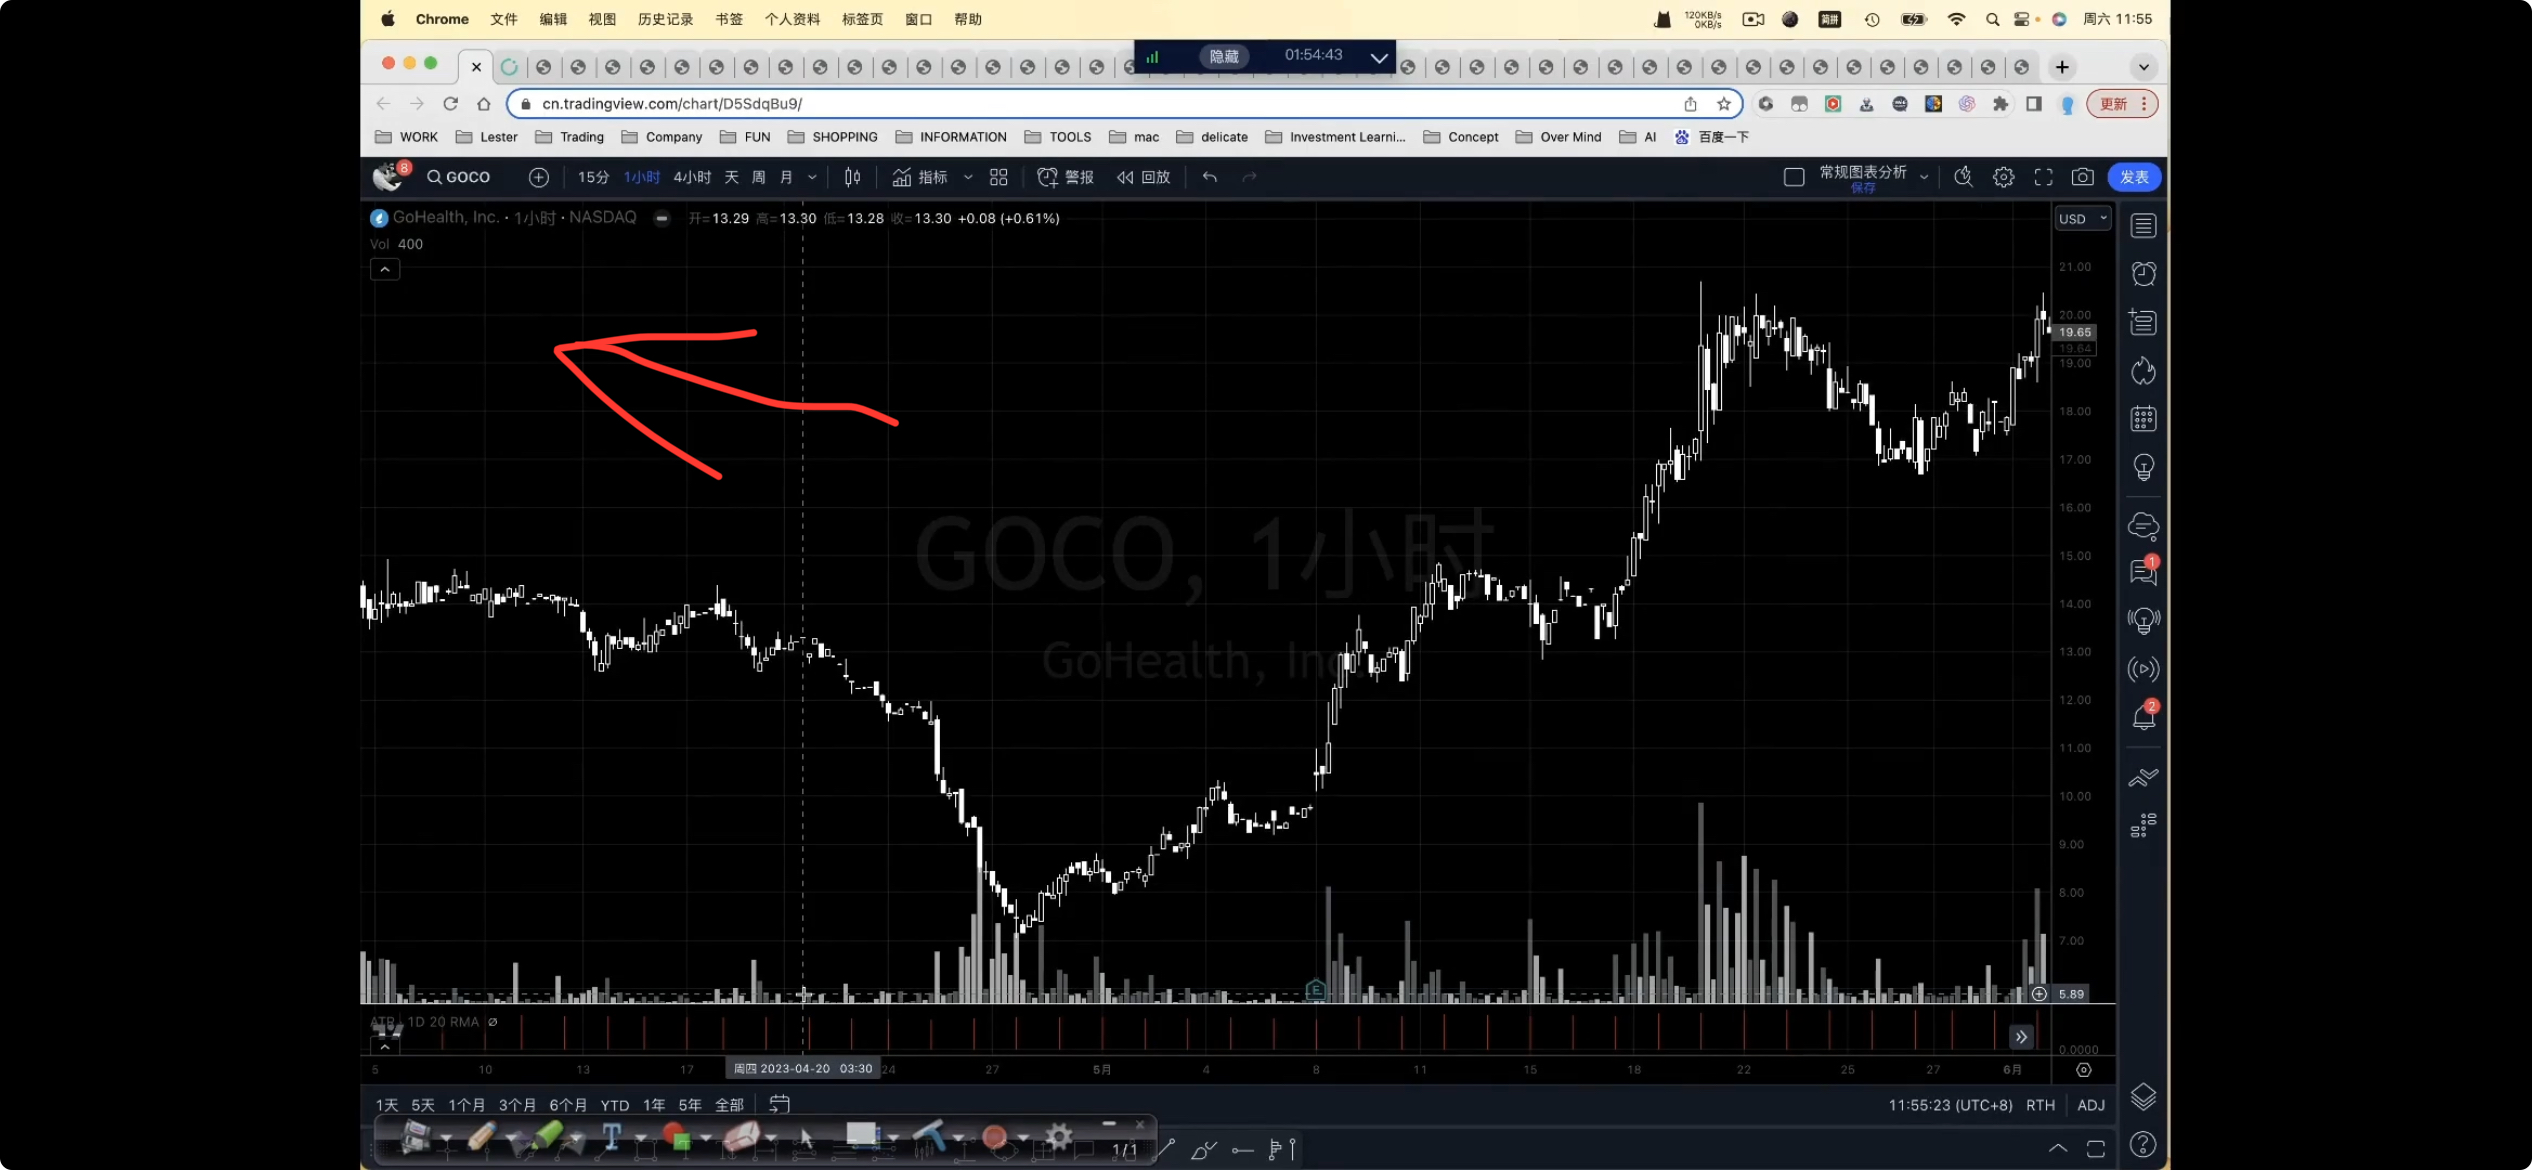 Chrome 文件 编辑 视图 历史记录 书签 个人资料 标签页 窗口 帮助 120KB/s 0KB/s 简拼 周六 11:55
隐藏 01:54:43
cn.tradingview.com/chart/D5SdqBu9/ 更新
WORK Lester Trading Company FUN SHOPPING INFORMATION TOOLS mac delicate Investment Learni... Concept Over Mind AI 百度一下
8 GOCO 15分 1小时 4小时 天 周 月 指标 警报 回放 常规图表分析 保存 发表
GoHealth, Inc. · 1小时 · NASDAQ 开=13.29 高=13.30 低=13.28 收=13.30 +0.08 (+0.61%) USD
Vol 400
21.00
20.00
19.65
19.64
19.00
18.00
17.00
16.00
GOCO, 1小时
15.00
1
14.00
13.00
GoHealth, Inc.
12.00
2
11.00
10.00
9.00
8.00
7.00
E
5.89
ATR 1D 20 RMA ø
0.0000
5 10 13 17 周四 2023-04-20 03:30 24 27 5月 4 8 11 15 18 22 25 27 6月
1天 5天 1个月 3个月 6个月 YTD 1年 5年 全部 11:55:23 (UTC+8) RTH ADJ
T 1/1